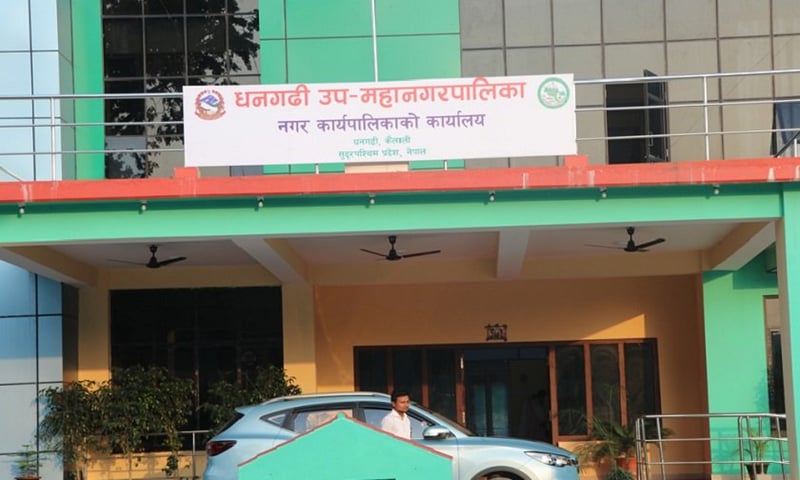 धनगढी उप-महानगरपालिका
नगर कार्यपालिकाको कार्यालय
धनगढी, कैलाली
सुदूरपश्चिम प्रदेश, नेपाल